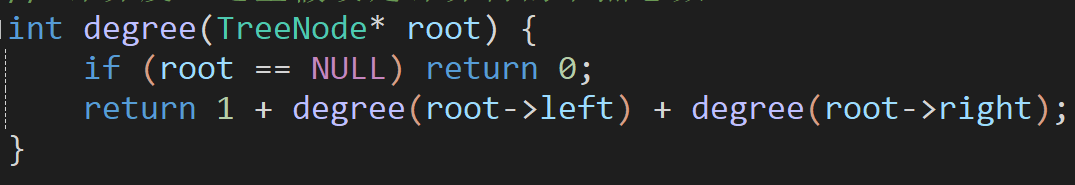 int degree(TreeNode* root) {
    if (root == NULL) return 0;
    return 1 + degree(root->left) + degree(root->right);
}